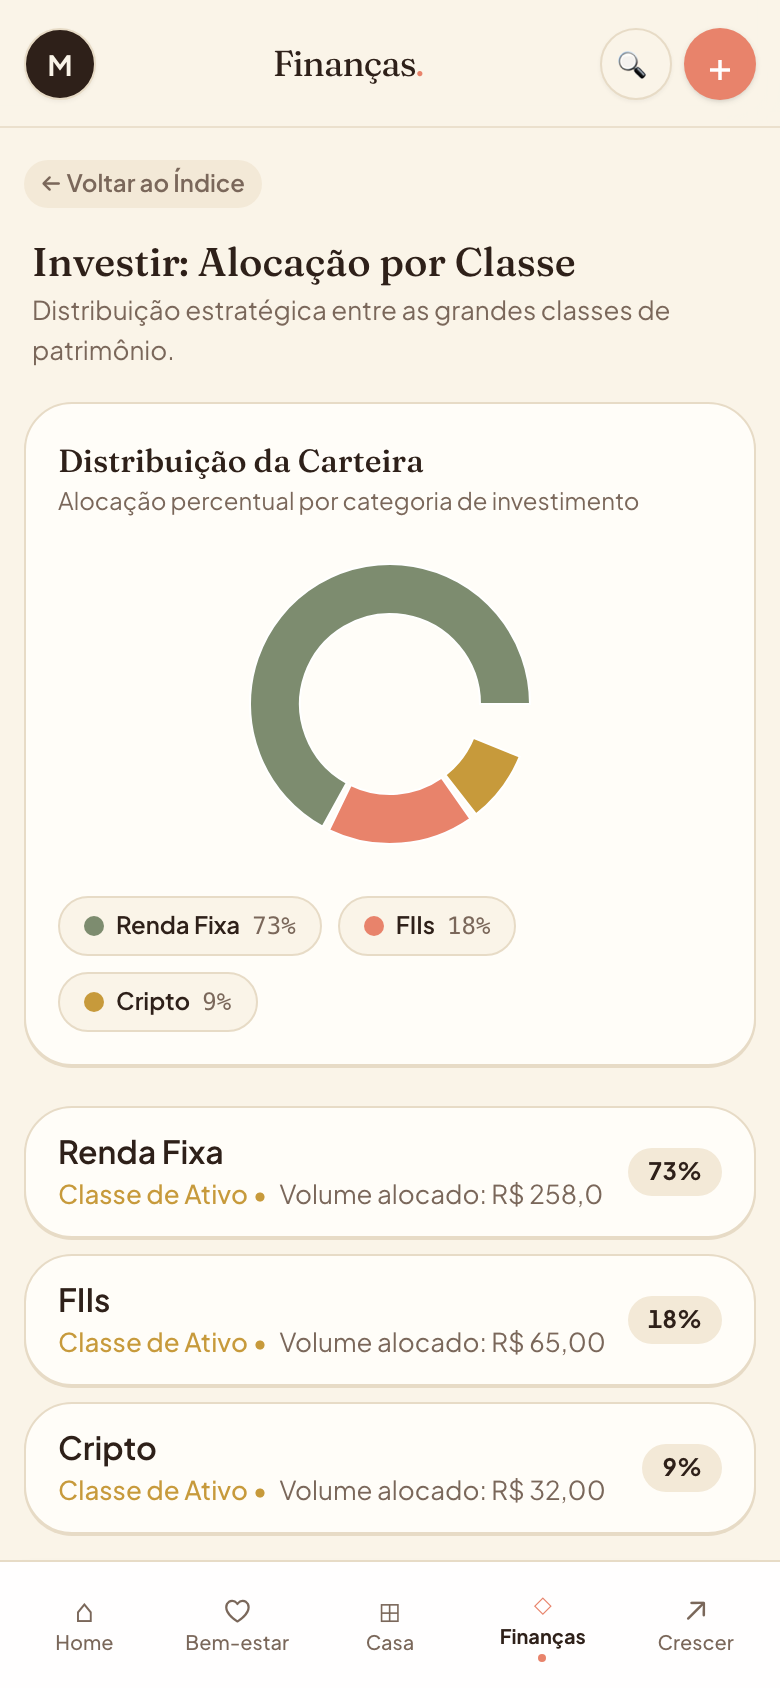 M
Finanças.
+
← Voltar ao Índice
Investir: Alocação por Classe
Distribuição estratégica entre as grandes classes de
patrimônio.
Distribuição da Carteira
Alocação percentual por categoria de investimento
Renda Fixa 73%
FIIs 18%
Cripto 9%
Renda Fixa
Classe de Ativo • Volume alocado: R$ 258,0
73%
FIIs
Classe de Ativo • Volume alocado: R$ 65,00
18%
Cripto
Classe de Ativo • Volume alocado: R$ 32,00
9%
Home
Bem-estar
Casa
Finanças
Crescer